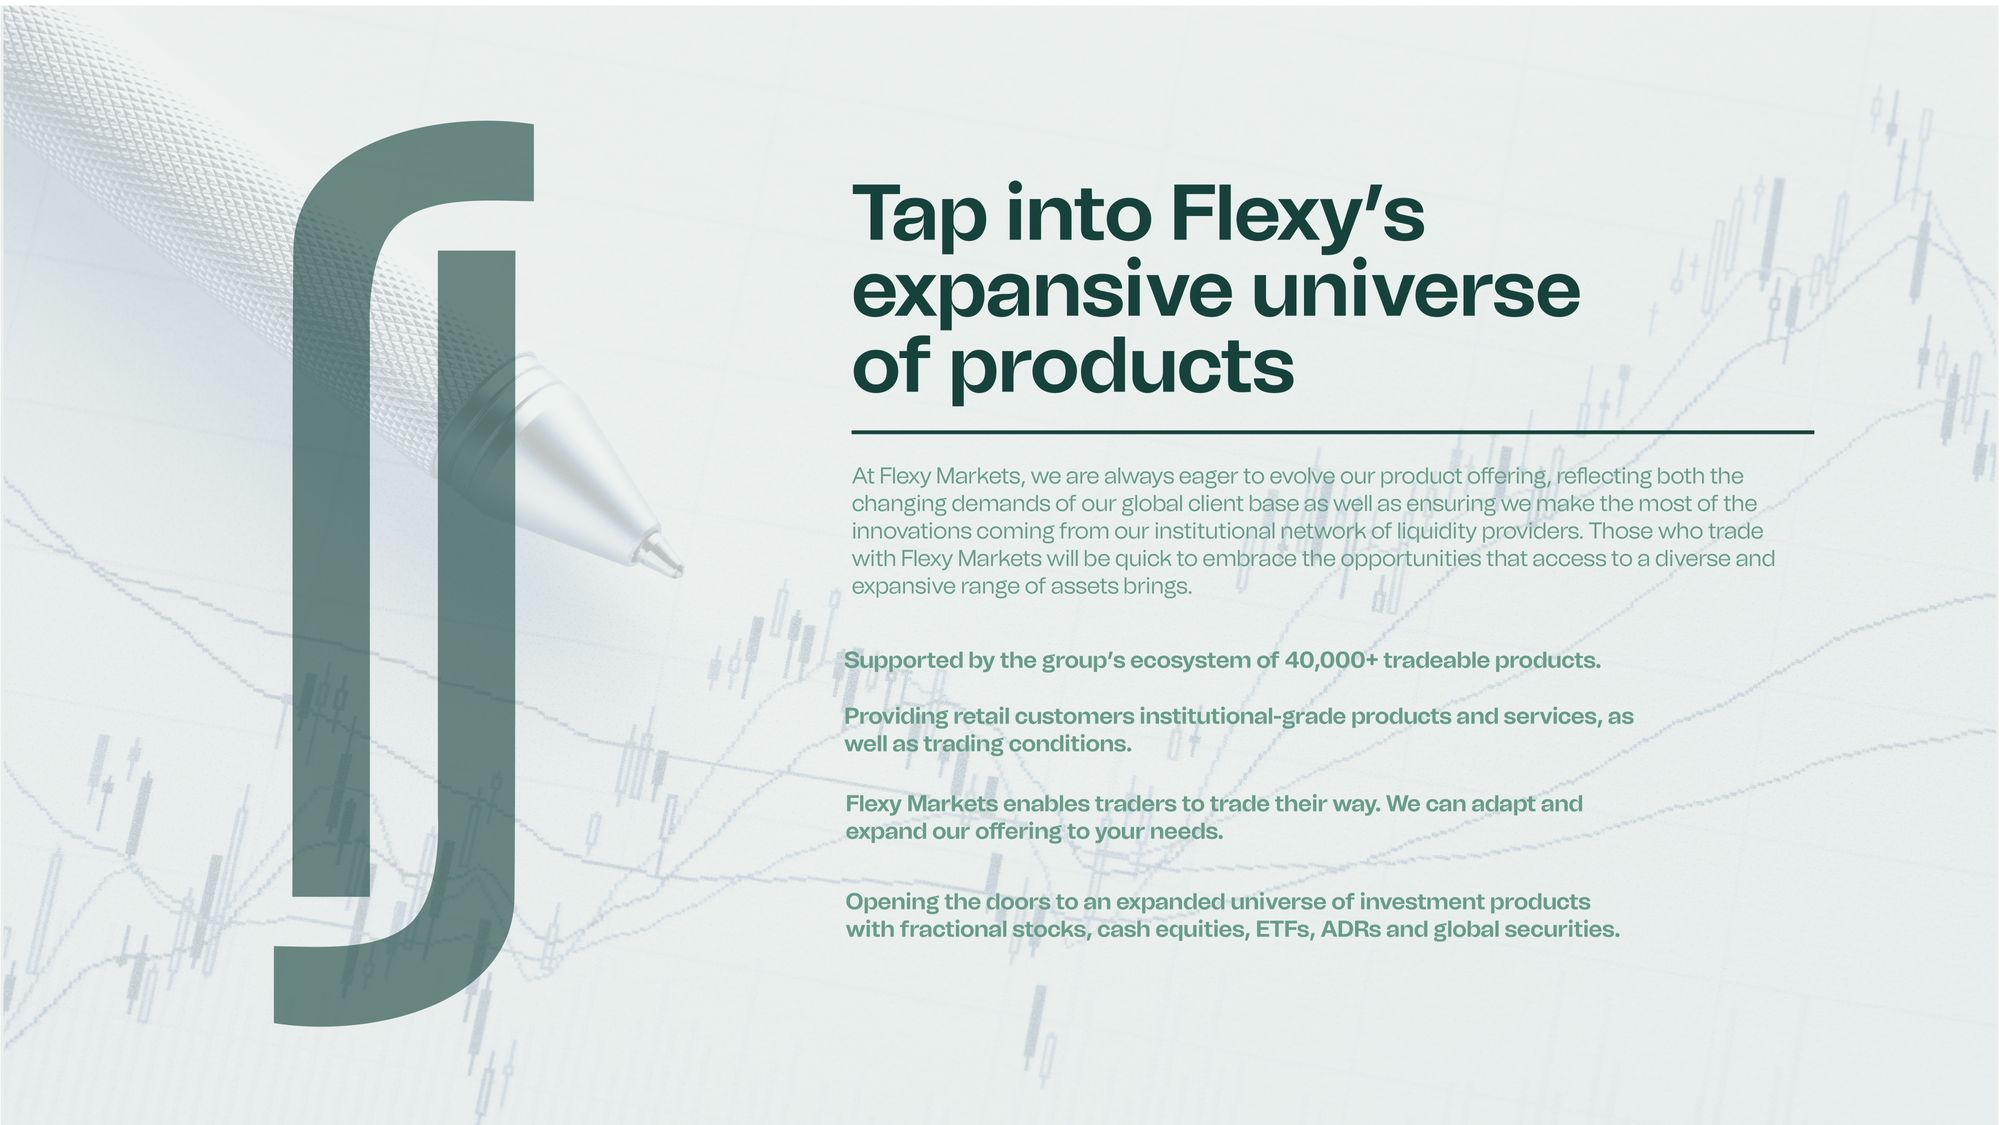 Tap into Flexy’s
expansive universe
of products
At Flexy Markets, we are always eager to evolve our product offering, reflecting both the
changing demands of our global client base as well as ensuring we make the most of the
innovations coming from our institutional network of liquidity providers. Those who trade
with Flexy Markets will be quick to embrace the opportunities that access to a diverse and
expansive range of assets brings.
Supported by the group’s ecosystem of 40,000+ tradeable products.
Providing retail customers institutional-grade products and services, as
well as trading conditions.
Flexy Markets enables traders to trade their way. We can adapt and
expand our offering to your needs.
Opening the doors to an expanded universe of investment products
with fractional stocks, cash equities, ETFs, ADRs and global securities.